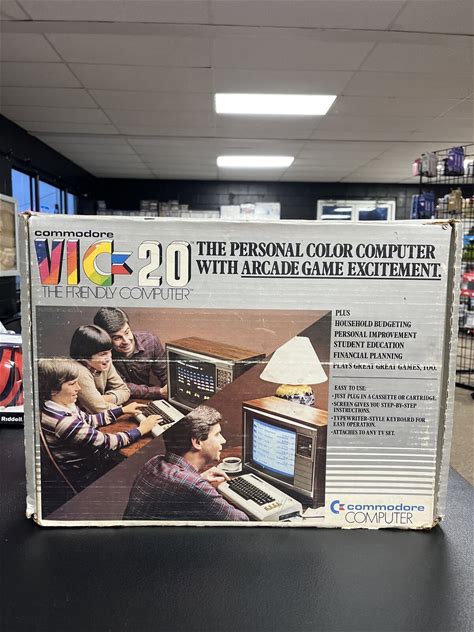 commodore
VIC-20
THE FRIENDLY COMPUTER
THE PERSONAL COLOR COMPUTER
WITH ARCADE GAME EXCITEMENT.
PLUS
HOUSEHOLD BUDGETING
PERSONAL IMPROVEMENT
STUDENT EDUCATION
FINANCIAL PLANNING
PLAYS GREAT GREAT GAMES, TOO.
EASY TO USE:
• JUST PLUG IN A CASSETTE OR CARTRIDGE.
• SCREEN GIVES YOU STEP-BY-STEP
INSTRUCTIONS.
• TYPEWRITER-STYLE KEYBOARD FOR
EASY OPERATION.
• ATTACHES TO ANY TV SET.
commodore
COMPUTER
Riddell